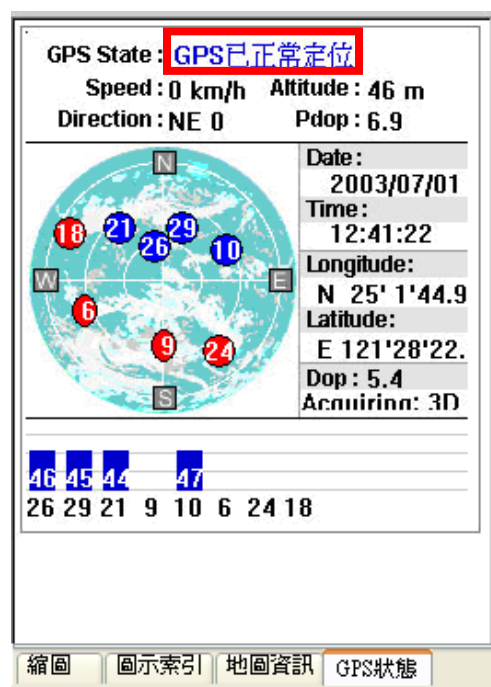 GPS State : GPS已正常定位
Speed : 0 km/h Altitude : 46 m
Direction : NE 0 Pdop : 6.9
N
18 21 29 26 10
W E
6
9 24
S
Date :
2003/07/01
Time :
12:41:22
Longitude:
N 25' 1'44.9
Latitude:
E 121'28'22.
Dop : 5.4
Acquiring: 3D
46 45 44 47
26 29 21 9 10 6 24 18
縮圖 圖示索引 地圖資訊 GPS狀態